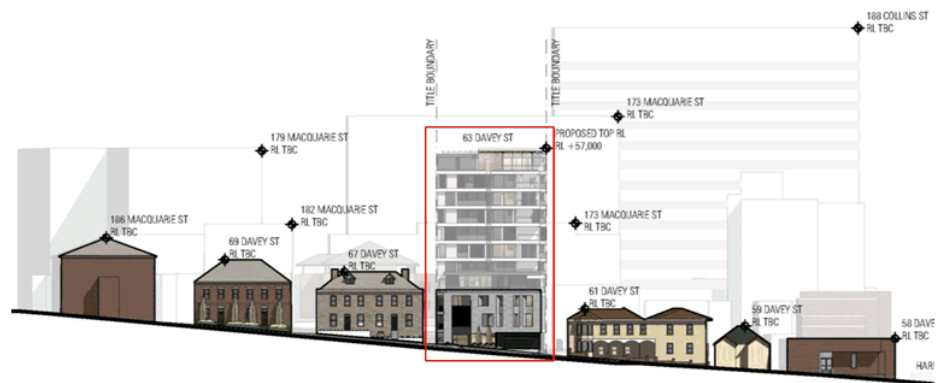 188 COLLINS ST
RL TBC
TITLE BOUNDARY
TITLE BOUNDARY
173 MACQUARIE ST
RL TBC
179 MACQUARIE ST
RL TBC
63 DAVEY ST
PROPOSED TOP RL
RL +57,000
186 MACQUARIE ST
RL TBC
182 MACQUARIE ST
RL TBC
173 MACQUARIE ST
RL TBC
69 DAVEY ST
RL TBC
67 DAVEY ST
RL TBC
61 DAVEY ST
RL TBC
59 DAVEY ST
RL TBC
58 DAVE
RL TBC
HARI